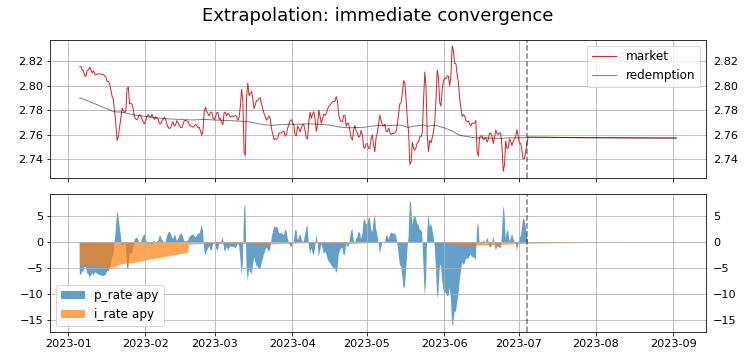 Extrapolation: immediate convergence
2.82 2.82
2.80 2.80
2.78 2.78
2.76 2.76
2.74 2.74
market
redemption
5 5
0 0
−5 −5
−10 −10
−15 −15
p_rate apy
i_rate apy
2023-01 2023-02 2023-03 2023-04 2023-05 2023-06 2023-07 2023-08 2023-09